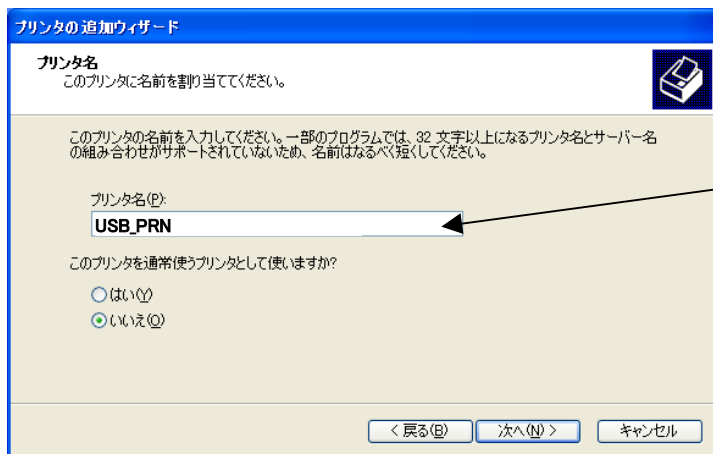 プリンタの追加ウィザード
プリンタ名
このプリンタに名前を割り当ててください。
このプリンタの名前を入力してください。一部のプログラムでは、32 文字以上になるプリンタ名とサーバー名
の組み合わせがサポートされていないため、名前はなるべく短くしてください。
プリンタ名(P):
USB_PRN
このプリンタを通常使うプリンタとして使いますか?
はい(Y)
いいえ(O)
< 戻る(B)
次へ(N) >
キャンセル